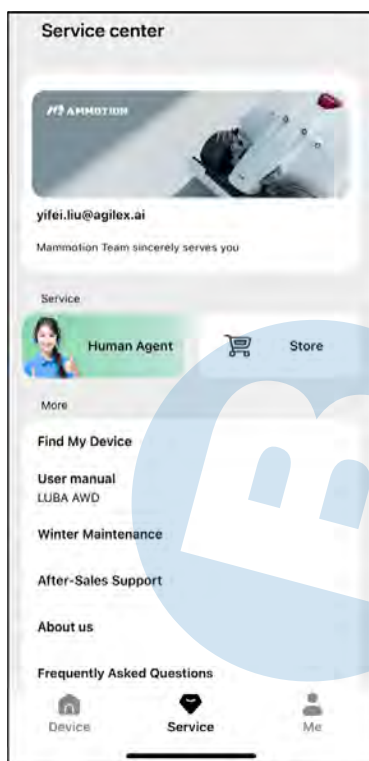 Service center
MAMMOTION
yifei.liu@agilex.ai
Mammotion Team sincerely serves you
Service
Human Agent
Store
More
Find My Device
User manual
LUBA AWD
Winter Maintenance
After-Sales Support
About us
Frequently Asked Questions
Device
Service
Me